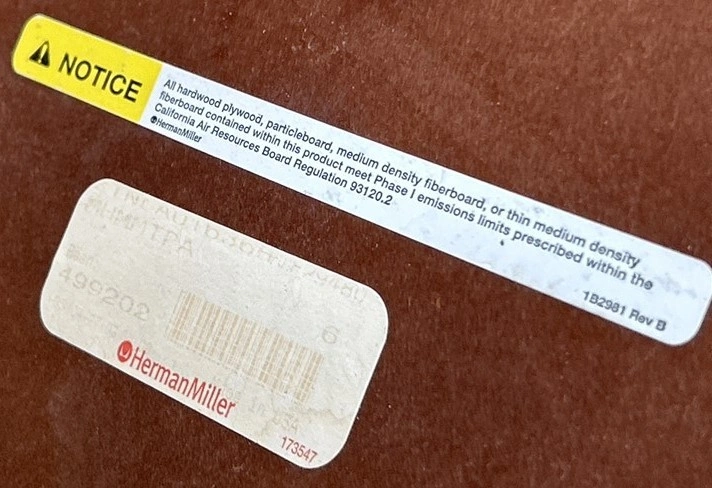 NOTICE
All hardwood plywood, particleboard, medium density fiberboard, or thin medium density
fiberboard contained within this product meet Phase I emissions limits prescribed within the
California Air Resources Board Regulation 93120.2
HermanMiller
1B2981 Rev B
499202
6
HermanMiller
in USA
173547